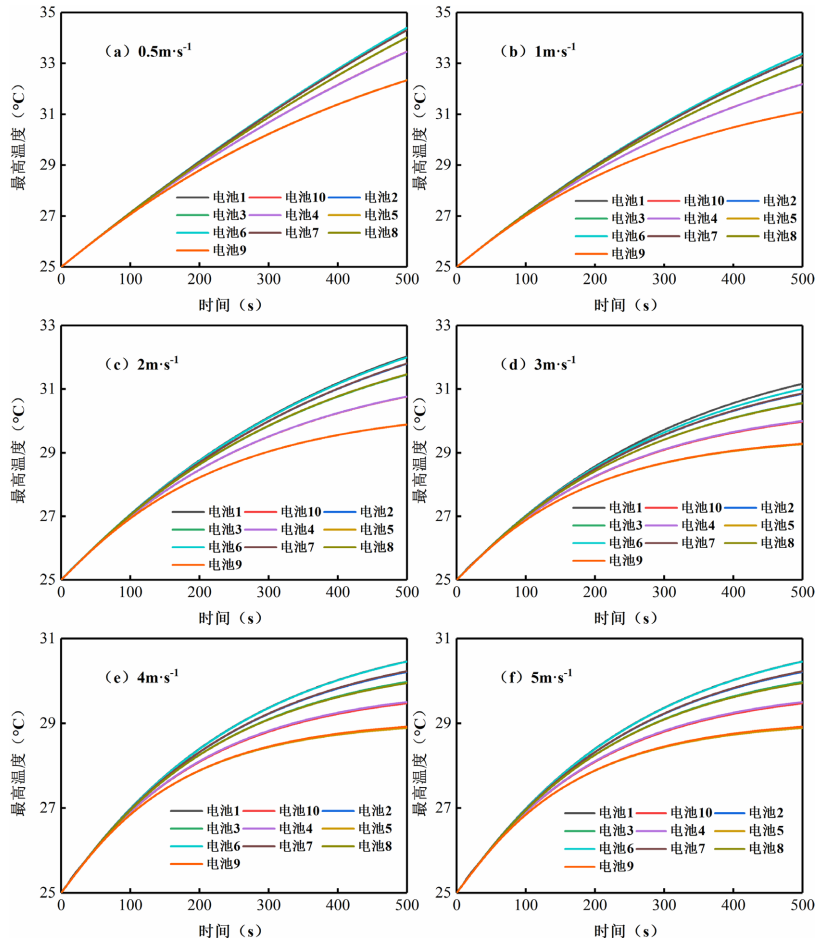 35
33
31
29
27
25
最高温度（°C）
（a）0.5m·s-1
电池1 电池10 电池2
电池3 电池4 电池5
电池6 电池7 电池8
电池9
0 100 200 300 400 500
时间（s）
35
33
31
29
27
25
最高温度（°C）
（b）1m·s-1
电池1 电池10 电池2
电池3 电池4 电池5
电池6 电池7 电池8
电池9
0 100 200 300 400 500
时间（s）
33
31
29
27
25
最高温度（°C）
（c）2m·s-1
电池1 电池10 电池2
电池3 电池4 电池5
电池6 电池7 电池8
电池9
0 100 200 300 400 500
时间（s）
33
31
29
27
25
最高温度（°C）
（d）3m·s-1
电池1 电池10 电池2
电池3 电池4 电池5
电池6 电池7 电池8
电池9
0 100 200 300 400 500
时间（s）
31
29
27
25
最高温度（°C）
（e）4m·s-1
电池1 电池10 电池2
电池3 电池4 电池5
电池6 电池7 电池8
电池9
0 100 200 300 400 500
时间（s）
31
29
27
25
最高温度（°C）
（f）5m·s-1
电池1 电池10 电池2
电池3 电池4 电池5
电池6 电池7 电池8
电池9
0 100 200 300 400 500
时间（s）